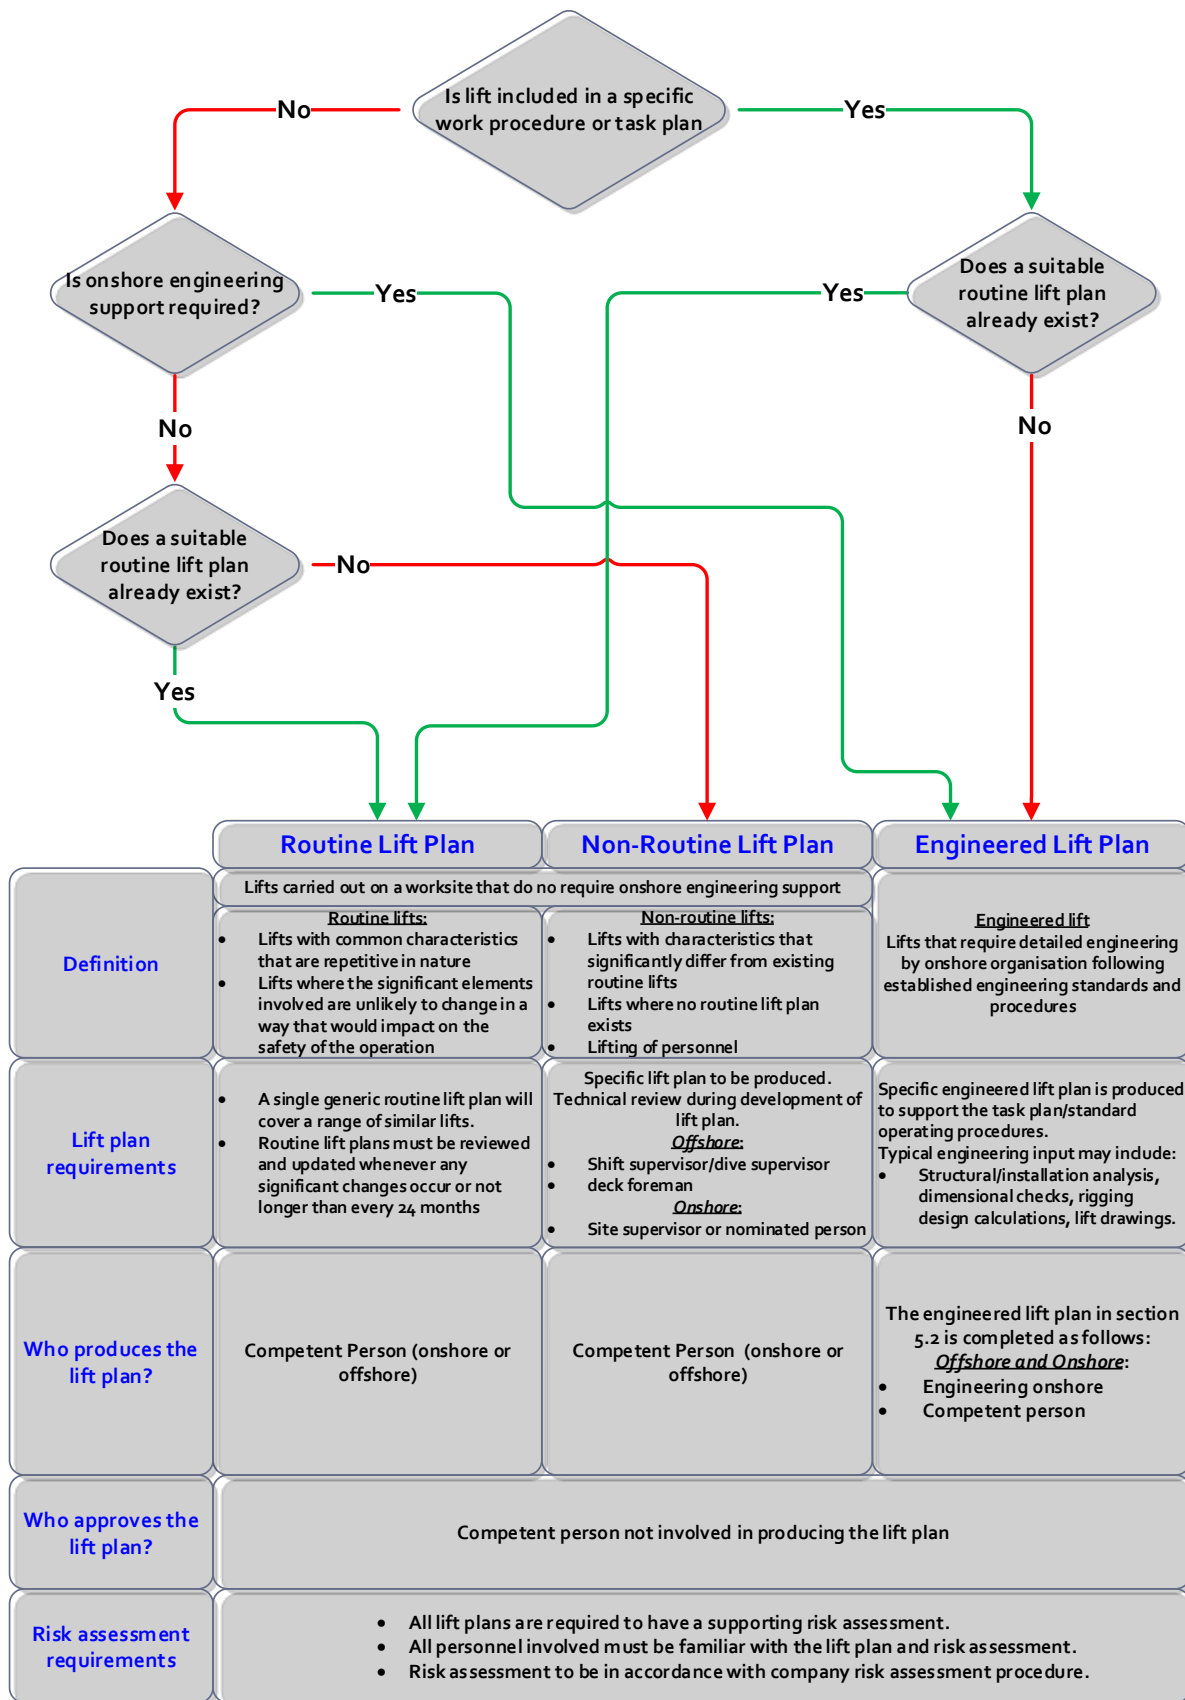 Is lift included in a specific
work procedure or task plan
No
Yes
Is onshore engineering
support required?
Yes
Yes
Does a suitable
routine lift plan
already exist?
No
No
Does a suitable
routine lift plan
already exist?
No
Yes
Routine Lift Plan
Non-Routine Lift Plan
Engineered Lift Plan
Definition
Lifts carried out on a worksite that do no require onshore engineering support
Routine lifts:
• Lifts with common characteristics
that are repetitive in nature
• Lifts where the significant elements
involved are unlikely to change in a
way that would impact on the
safety of the operation
Non-routine lifts:
• Lifts with characteristics that
significantly differ from existing
routine lifts
• Lifts where no routine lift plan
exists
• Lifting of personnel
Engineered lift
Lifts that require detailed engineering
by onshore organisation following
established engineering standards and
procedures
Lift plan
requirements
• A single generic routine lift plan will
cover a range of similar lifts.
• Routine lift plans must be reviewed
and updated whenever any
significant changes occur or not
longer than every 24 months
Specific lift plan to be produced.
Technical review during development of
lift plan.
Offshore:
• Shift supervisor/dive supervisor
• deck foreman
Onshore:
• Site supervisor or nominated person
Specific engineered lift plan is produced
to support the task plan/standard
operating procedures.
Typical engineering input may include:
• Structural/installation analysis,
dimensional checks, rigging
design calculations, lift drawings.
Who produces the
lift plan?
Competent Person (onshore or
offshore)
Competent Person (onshore or
offshore)
The engineered lift plan in section
5.2 is completed as follows:
Offshore and Onshore:
• Engineering onshore
• Competent person
Who approves the
lift plan?
Competent person not involved in producing the lift plan
Risk assessment
requirements
• All lift plans are required to have a supporting risk assessment.
• All personnel involved must be familiar with the lift plan and risk assessment.
• Risk assessment to be in accordance with company risk assessment procedure.